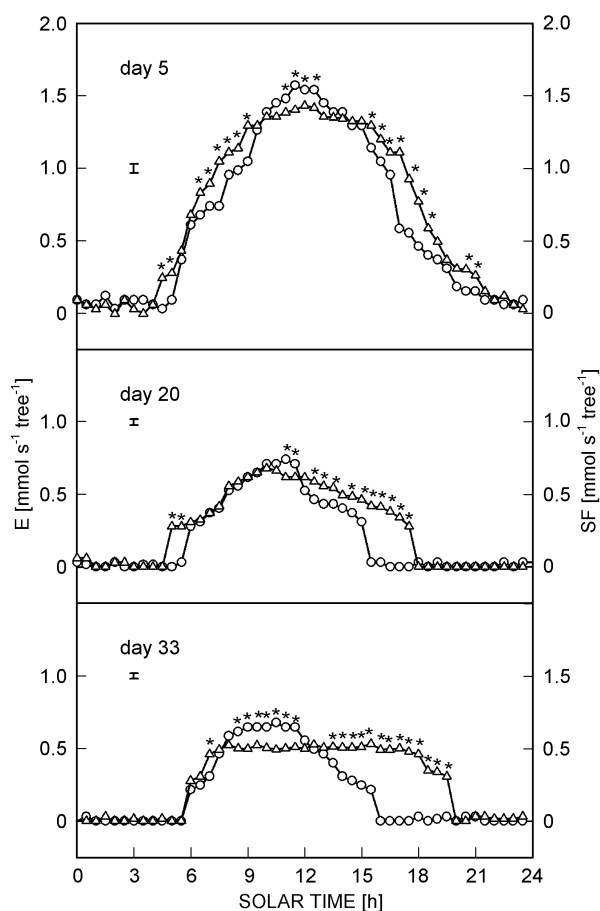 2.0 2.0
day 5
1.5 1.5
* * * * * * * * * * * * * * * * * * * * *
1.0 1.0
0.5 0.5
0 0
day 20
1.0 1.0
0.5 0.5
0 0
day 33
1.0 1.5
0.5 0.5
0 0
0 3 6 9 12 15 18 21 24
SOLAR TIME [h]
E [mmol s⁻¹ tree⁻¹]
SF [mmol s⁻¹ tree⁻¹]